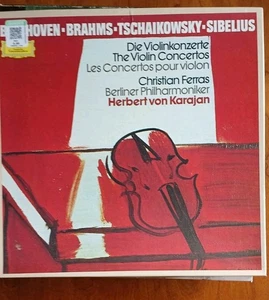 BEETHOVEN·BRAHMS·TSCHAIKOWSKY·SIBELIUS
Die Violinkonzerte
The Violin Concertos
Les Concertos pour violon
Christian Ferras
Berliner Philharmoniker
Herbert von Karajan